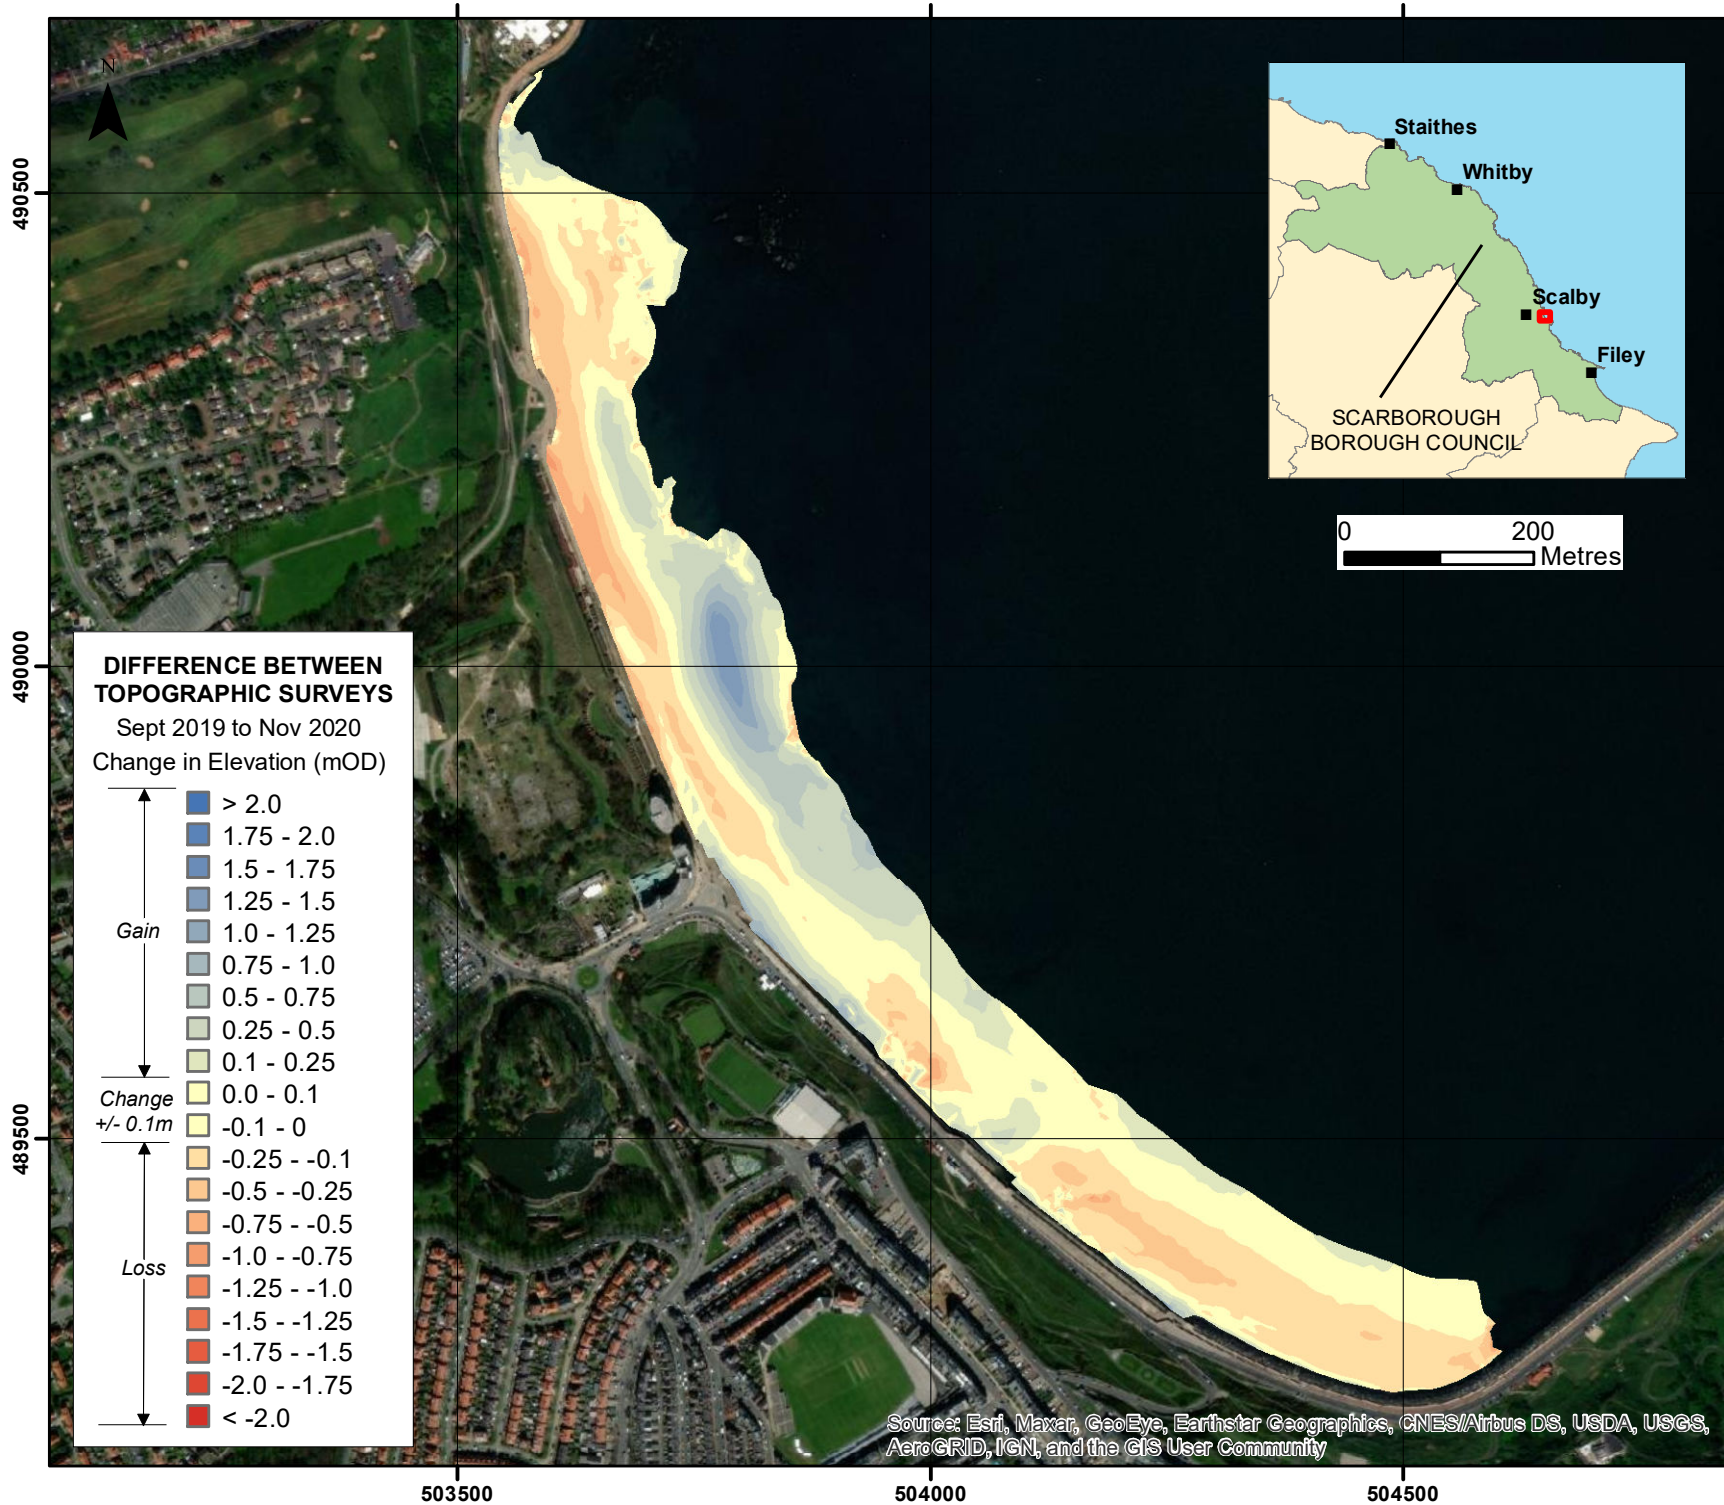 N
490500
490000
489500
503500
504000
504500
Staithes
Whitby
Scalby
Filey
SCARBOROUGH
BOROUGH COUNCIL
0 200
Metres
DIFFERENCE BETWEEN
TOPOGRAPHIC SURVEYS
Sept 2019 to Nov 2020
Change in Elevation (mOD)
> 2.0
1.75 - 2.0
1.5 - 1.75
1.25 - 1.5
Gain
1.0 - 1.25
0.75 - 1.0
0.5 - 0.75
0.25 - 0.5
0.1 - 0.25
Change
+/- 0.1m
0.0 - 0.1
-0.1 - 0
-0.25 - -0.1
-0.5 - -0.25
-0.75 - -0.5
-1.0 - -0.75
Loss
-1.25 - -1.0
-1.5 - -1.25
-1.75 - -1.5
-2.0 - -1.75
< -2.0
Source: Esri, Maxar, GeoEye, Earthstar Geographics, CNES/Airbus DS, USDA, USGS,
AeroGRID, IGN, and the GIS User Community